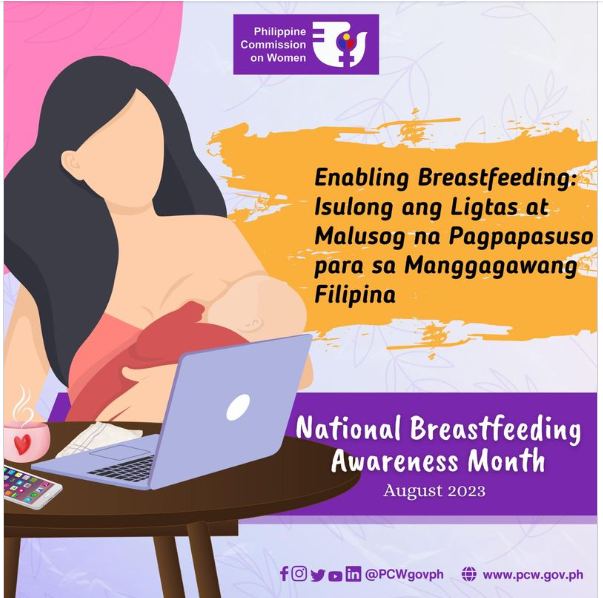 Philippine
Commission
on Women
Enabling Breastfeeding:
Isulong ang Ligtas at
Malusog na Pagpapasuso
para sa Manggagawang
Filipina
National Breastfeeding
Awareness Month
August 2023
@PCWgovph www.pcw.gov.ph